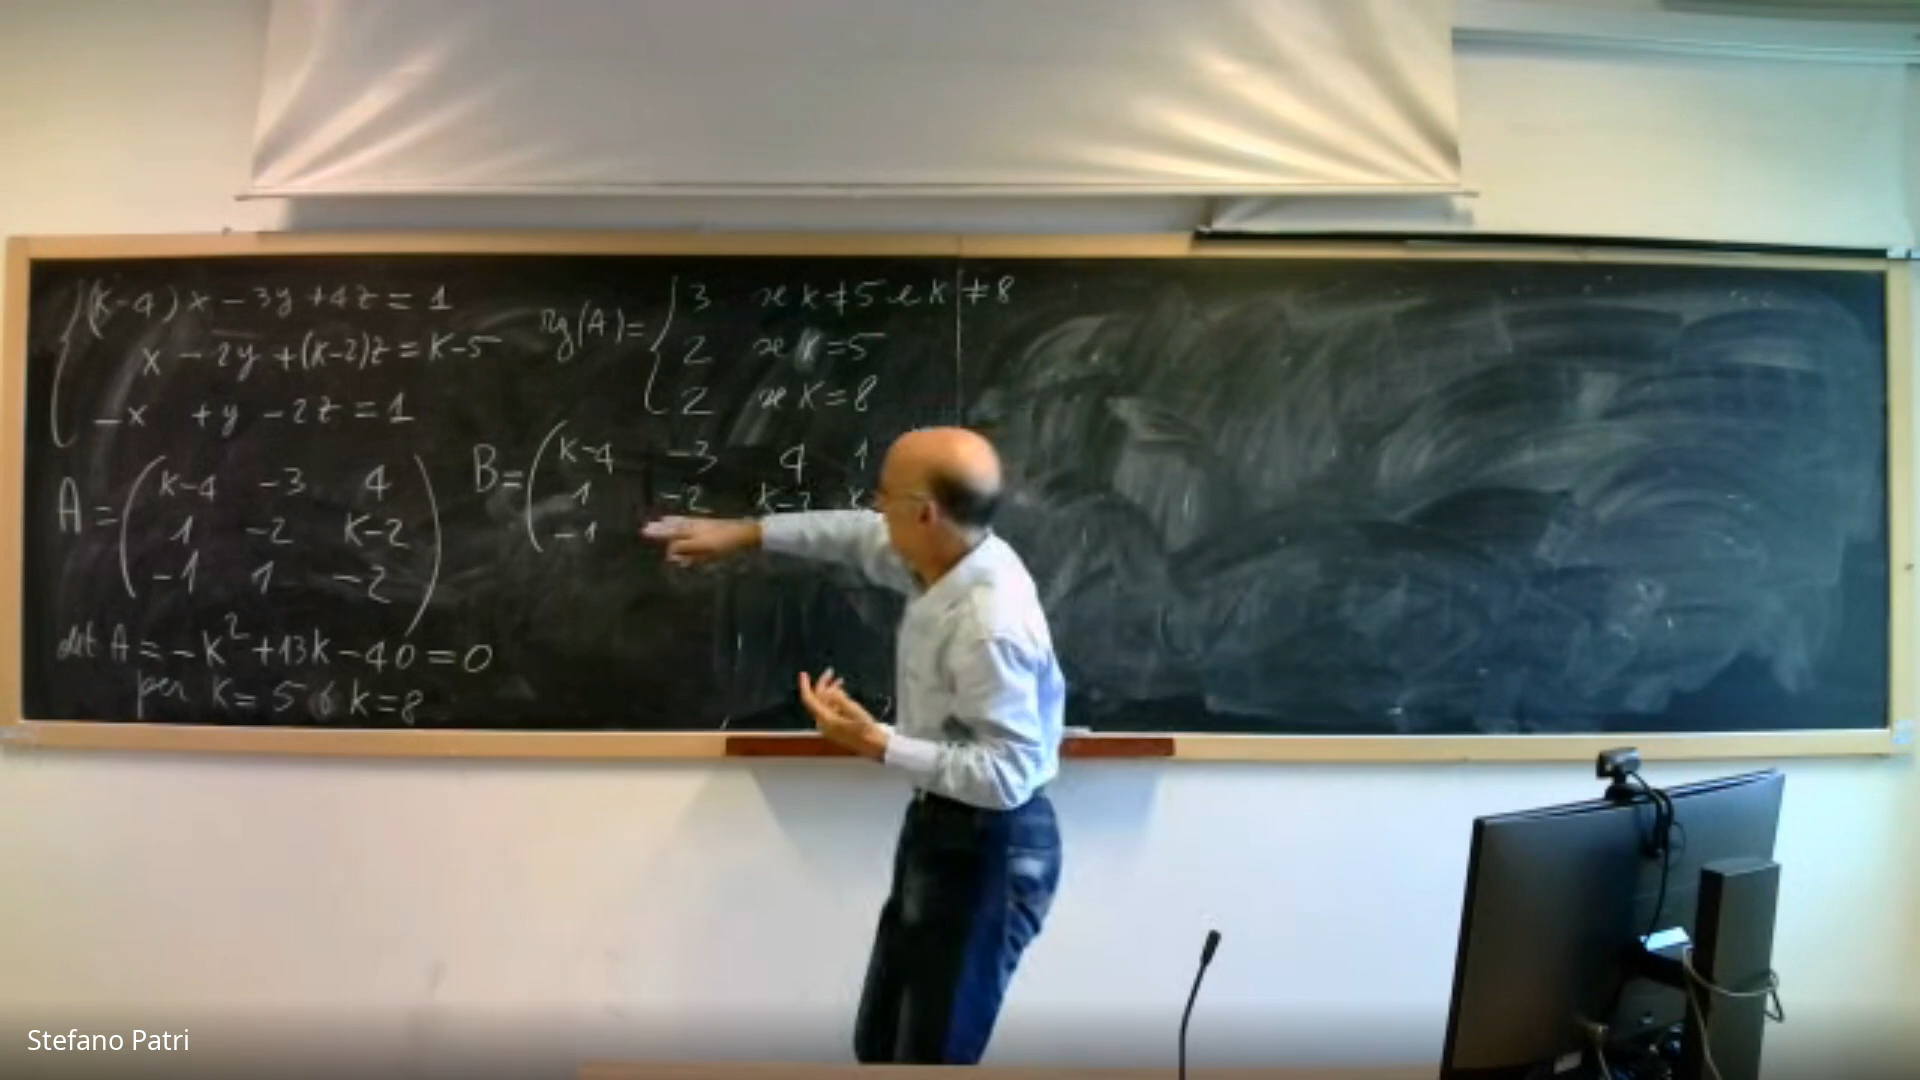 (k-4)x - 3y + 4z = 1
x - 2y + (k-2)z = k-5
-x + y - 2z = 1
A = ( k-4 -3 4
1 -2 k-2
-1 1 -2 )
det A = -k² + 13k - 40 = 0
per k = 5 o k = 8
rg(A) = { 3 se k ≠ 5 e k ≠ 8
2 se k = 5
2 se k = 8
B = ( k-4 -3 4 1
1 -2 k-2
-1
Stefano Patri